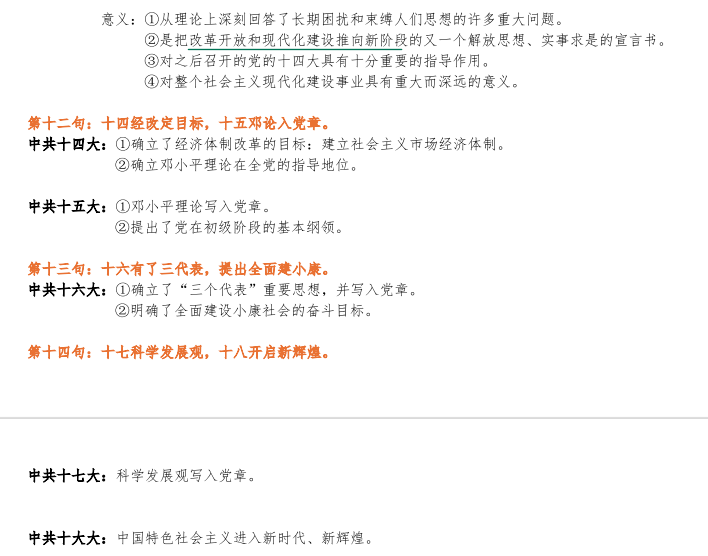 意义：①从理论上深刻回答了长期困扰和束缚人们思想的许多重大问题。
②是把改革开放和现代化建设推向新阶段的又一个解放思想、实事求是的宣言书。
③对之后召开的党的十四大具有十分重要的指导作用。
④对整个社会主义现代化建设事业具有重大而深远的意义。
第十二句：十四经改定目标，十五邓论入党章。
中共十四大：①确立了经济体制改革的目标：建立社会主义市场经济体制。
②确立邓小平理论在全党的指导地位。
中共十五大：①邓小平理论写入党章。
②提出了党在初级阶段的基本纲领。
第十三句：十六有了三代表，提出全面建小康。
中共十六大：①确立了“三个代表”重要思想，并写入党章。
②明确了全面建设小康社会的奋斗目标。
第十四句：十七科学发展观，十八开启新辉煌。
中共十七大：科学发展观写入党章。
中共十大大：中国特色社会主义进入新时代、新辉煌。